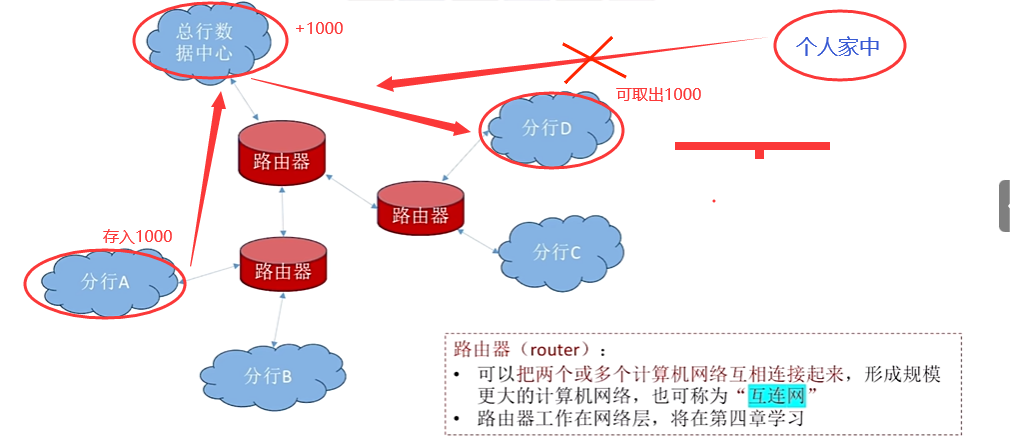 总行数
据中心
+1000
个人家中
可取出1000
分行D
路由器
路由器
存入1000
分行C
路由器
分行A
分行B
路由器（router）：
• 可以把两个或多个计算机网络互相连接起来，形成规模
更大的计算机网络，也可称为“互连网”
• 路由器工作在网络层，将在第四章学习